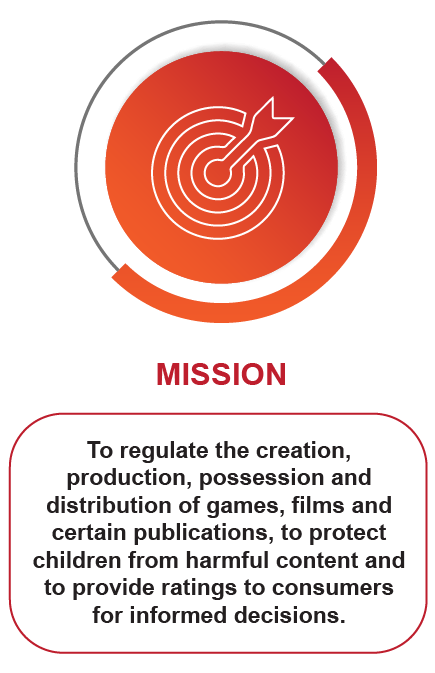 MISSION
To regulate the creation,
production, possession and
distribution of games, films and
certain publications, to protect
children from harmful content and
to provide ratings to consumers
for informed decisions.